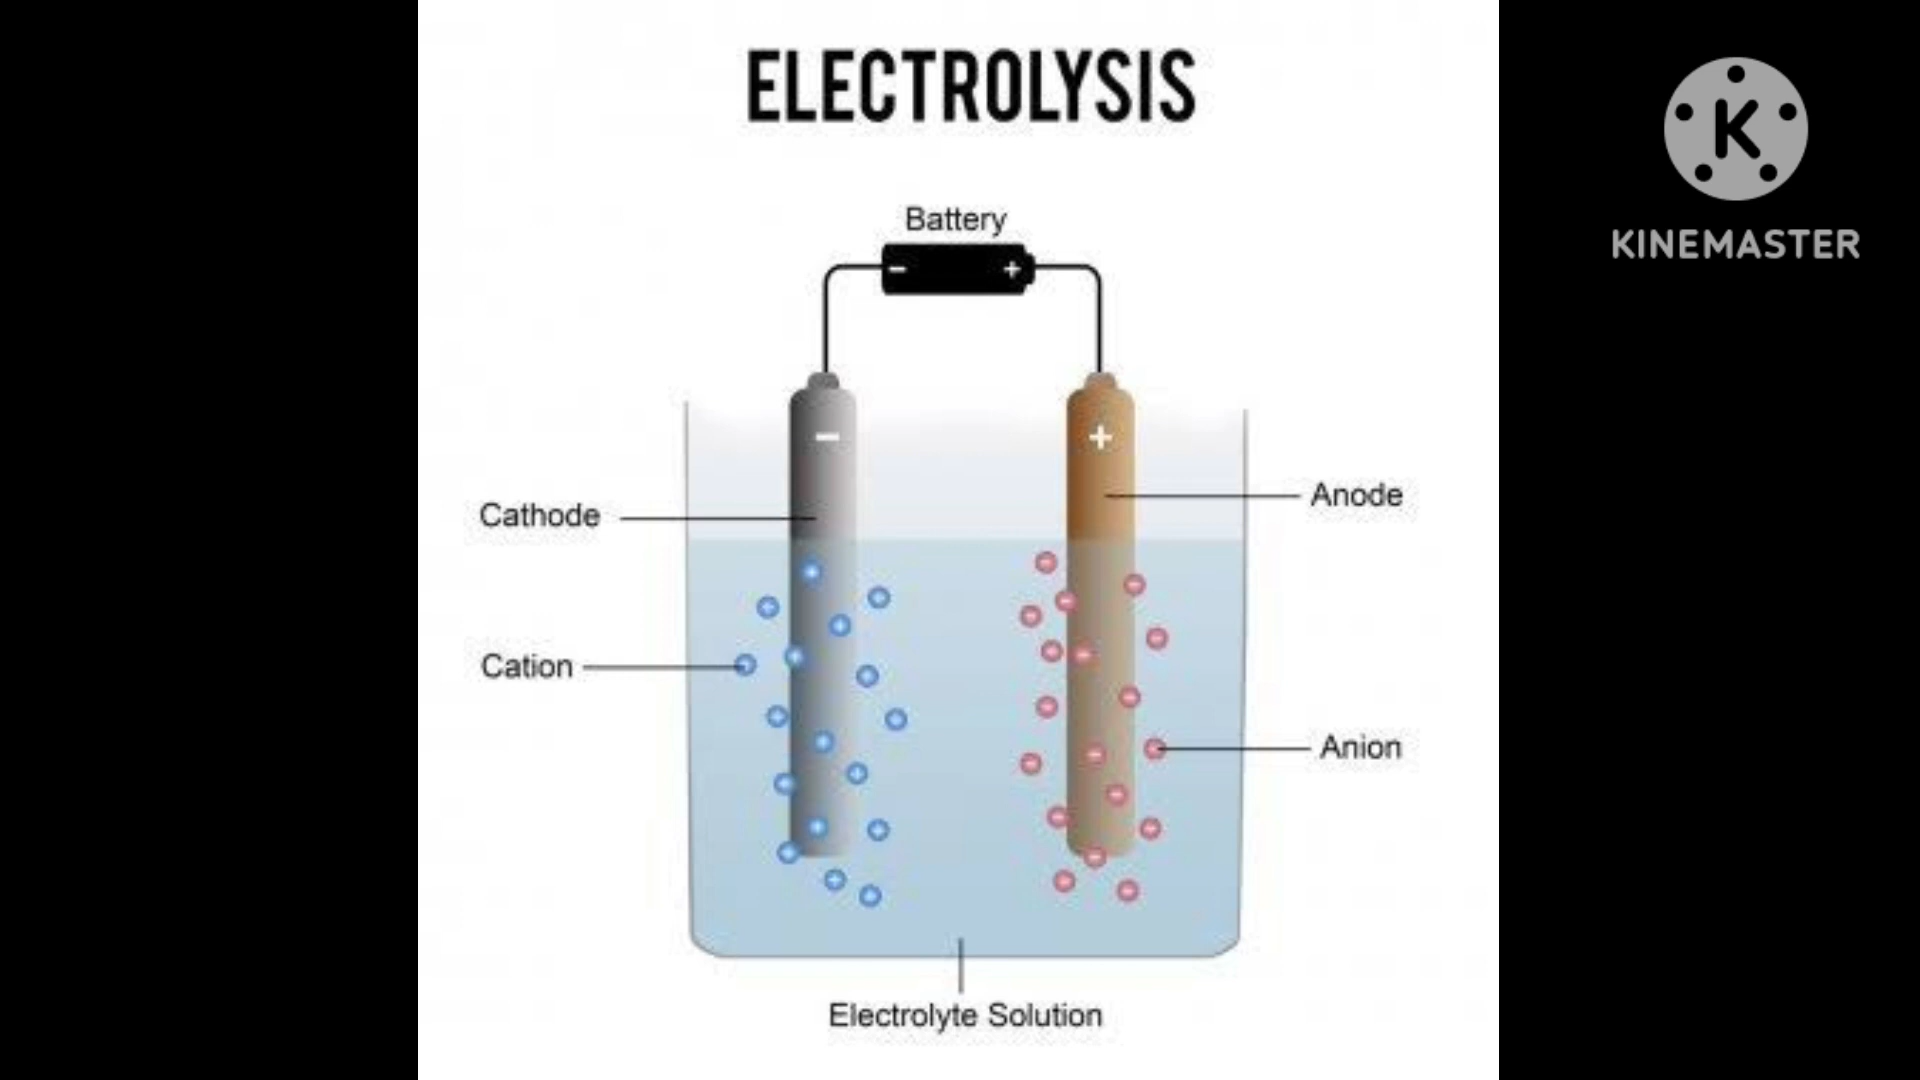 ELECTROLYSIS
K
KINEMASTER
Battery
- +
- +
Cathode
Anode
Cation
Anion
Electrolyte Solution